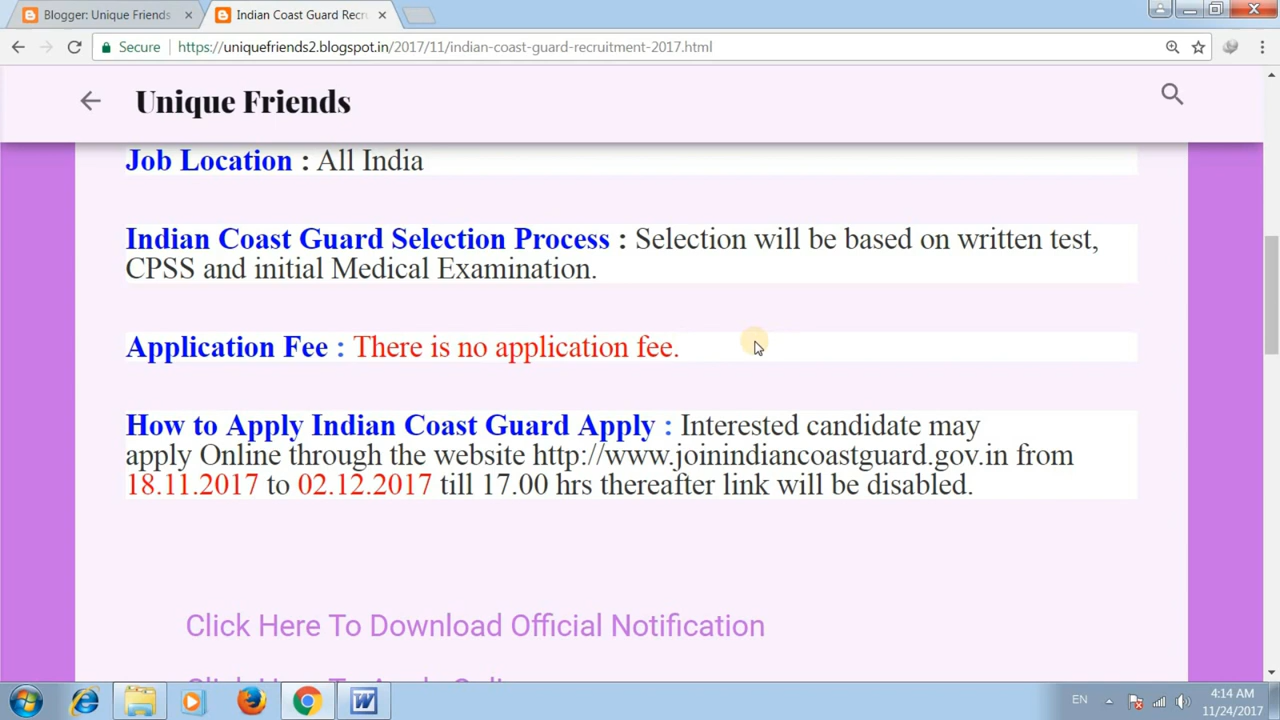 Blogger: Unique Friends
Indian Coast Guard Recr
Secure https://uniquefriends2.blogspot.in/2017/11/indian-coast-guard-recruitment-2017.html
Unique Friends
Job Location : All India
Indian Coast Guard Selection Process : Selection will be based on written test,
CPSS and initial Medical Examination.
Application Fee : There is no application fee.
How to Apply Indian Coast Guard Apply : Interested candidate may
apply Online through the website http://www.joinindiancoastguard.gov.in from
18.11.2017 to 02.12.2017 till 17.00 hrs thereafter link will be disabled.
Click Here To Download Official Notification
EN
4:14 AM
11/24/2017